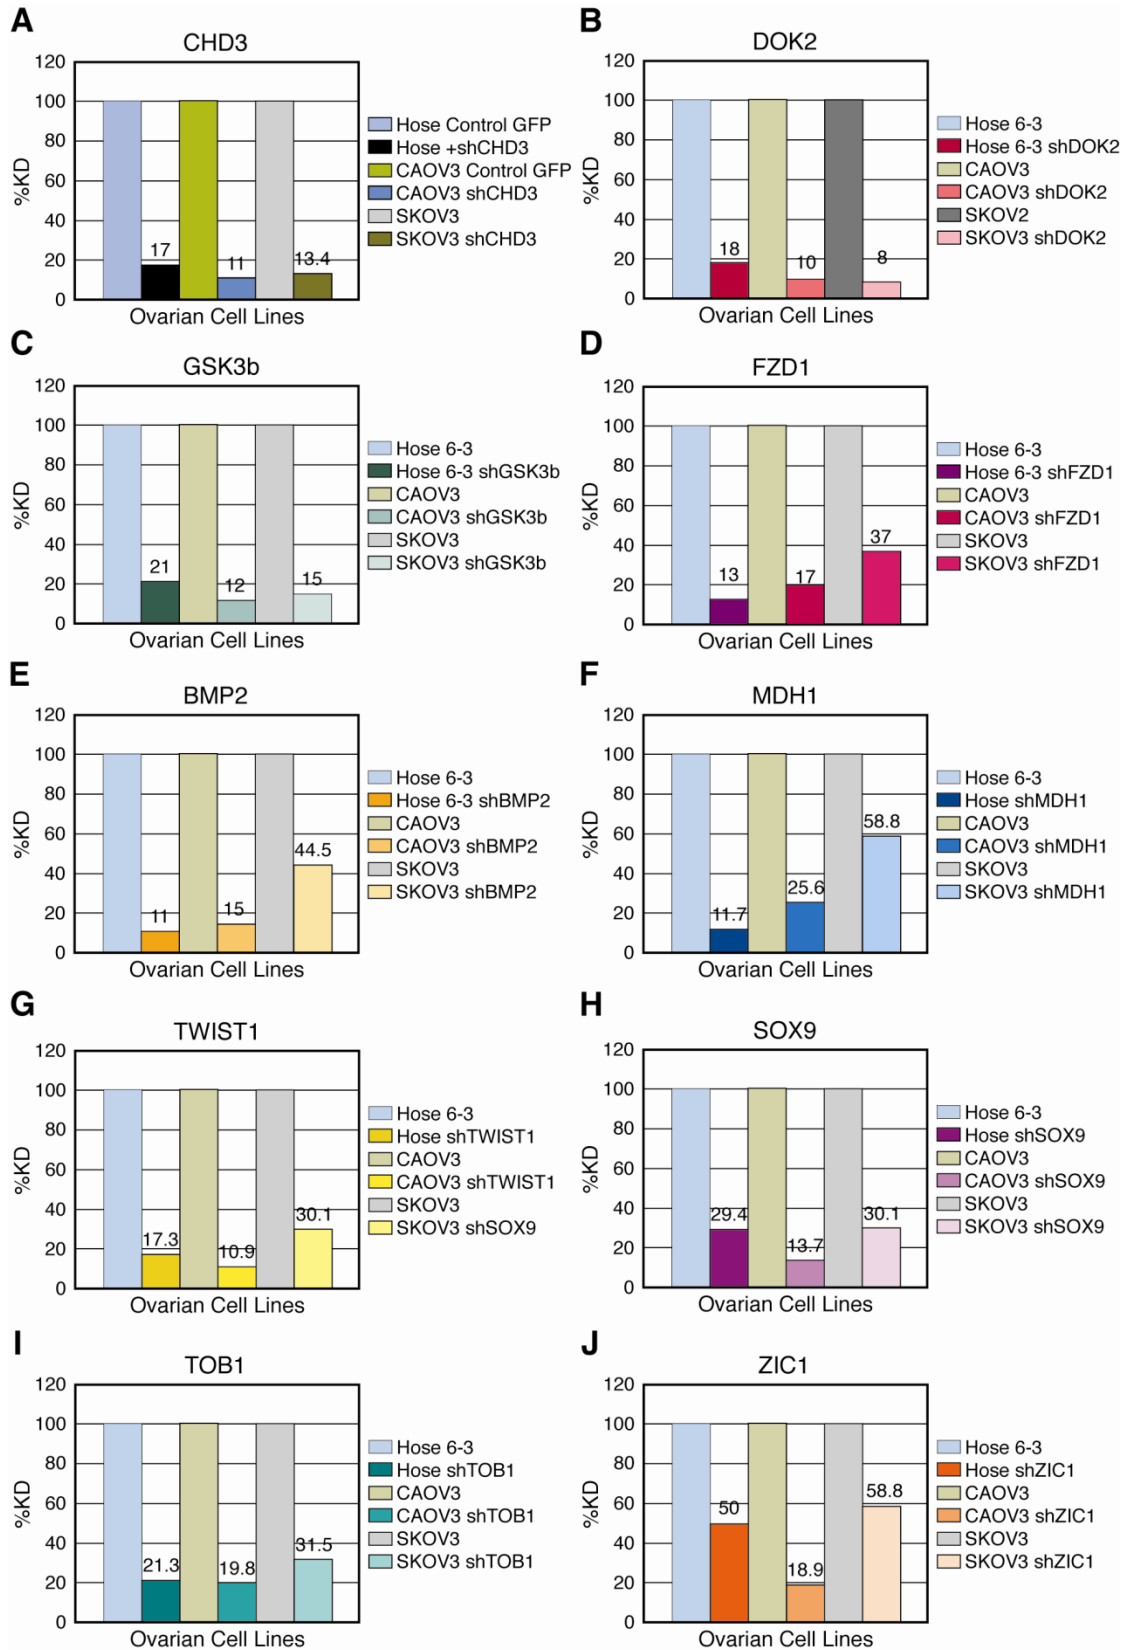 A
CHD3
120
100
80
60
40
20
0
%KD
17
11
13.4
Ovarian Cell Lines
Hose Control GFP
Hose +shCHD3
CAOV3 Control GFP
CAOV3 shCHD3
SKOV3
SKOV3 shCHD3
B
DOK2
120
100
80
60
40
20
0
%KD
18
10
8
Ovarian Cell Lines
Hose 6-3
Hose 6-3 shDOK2
CAOV3
CAOV3 shDOK2
SKOV2
SKOV3 shDOK2
C
GSK3b
120
100
80
60
40
20
0
%KD
21
12
15
Ovarian Cell Lines
Hose 6-3
Hose 6-3 shGSK3b
CAOV3
CAOV3 shGSK3b
SKOV3
SKOV3 shGSK3b
D
FZD1
120
100
80
60
40
20
0
%KD
13
17
37
Ovarian Cell Lines
Hose 6-3
Hose 6-3 shFZD1
CAOV3
CAOV3 shFZD1
SKOV3
SKOV3 shFZD1
E
BMP2
120
100
80
60
40
20
0
%KD
11
15
44.5
Ovarian Cell Lines
Hose 6-3
Hose 6-3 shBMP2
CAOV3
CAOV3 shBMP2
SKOV3
SKOV3 shBMP2
F
MDH1
120
100
80
60
40
20
0
%KD
11.7
25.6
58.8
Ovarian Cell Lines
Hose 6-3
Hose shMDH1
CAOV3
CAOV3 shMDH1
SKOV3
SKOV3 shMDH1
G
TWIST1
120
100
80
60
40
20
0
%KD
17.3
10.9
30.1
Ovarian Cell Lines
Hose 6-3
Hose shTWIST1
CAOV3
CAOV3 shTWIST1
SKOV3
SKOV3 shSOX9
H
SOX9
120
100
80
60
40
20
0
%KD
29.4
13.7
30.1
Ovarian Cell Lines
Hose 6-3
Hose shSOX9
CAOV3
CAOV3 shSOX9
SKOV3
SKOV3 shSOX9
I
TOB1
120
100
80
60
40
20
0
%KD
21.3
19.8
31.5
Ovarian Cell Lines
Hose 6-3
Hose shTOB1
CAOV3
CAOV3 shTOB1
SKOV3
SKOV3 shTOB1
J
ZIC1
120
100
80
60
40
20
0
%KD
50
18.9
58.8
Ovarian Cell Lines
Hose 6-3
Hose shZIC1
CAOV3
CAOV3 shZIC1
SKOV3
SKOV3 shZIC1